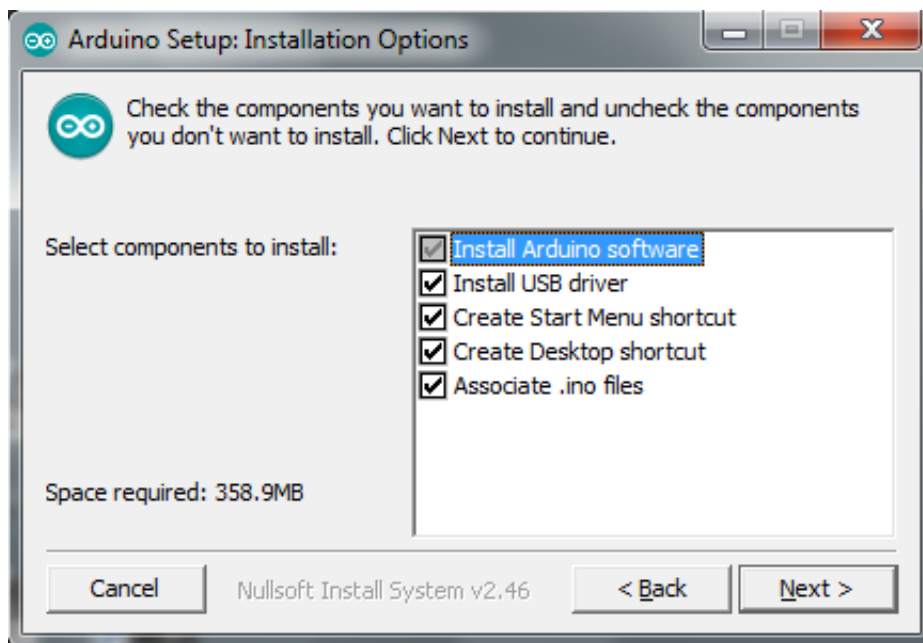 Arduino Setup: Installation Options
Check the components you want to install and uncheck the components
you don't want to install. Click Next to continue.
Select components to install:
Install Arduino software
Install USB driver
Create Start Menu shortcut
Create Desktop shortcut
Associate .ino files
Space required: 358.9MB
Cancel
Nullsoft Install System v2.46
< Back
Next >